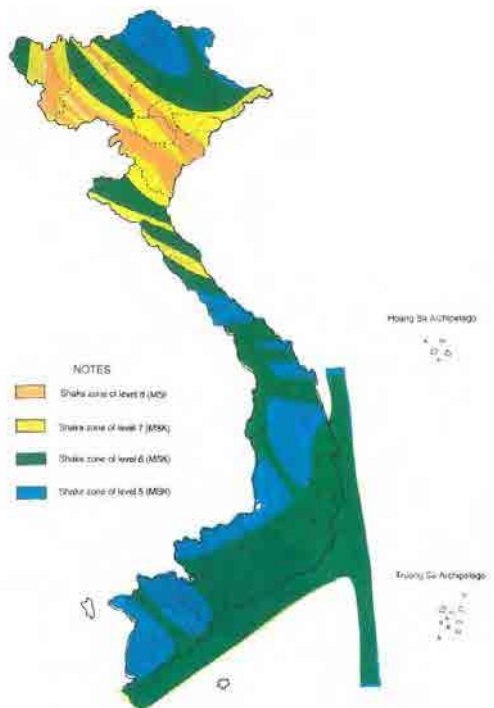 Hoang Sa Archipelago
NOTES
Shake zone of level 8 (MSK
Shake zone of level 7 (MSK)
Shake zone of level 6 (MSK)
Shake zone of level 5 (MSK)
Truong Sa Archipelago